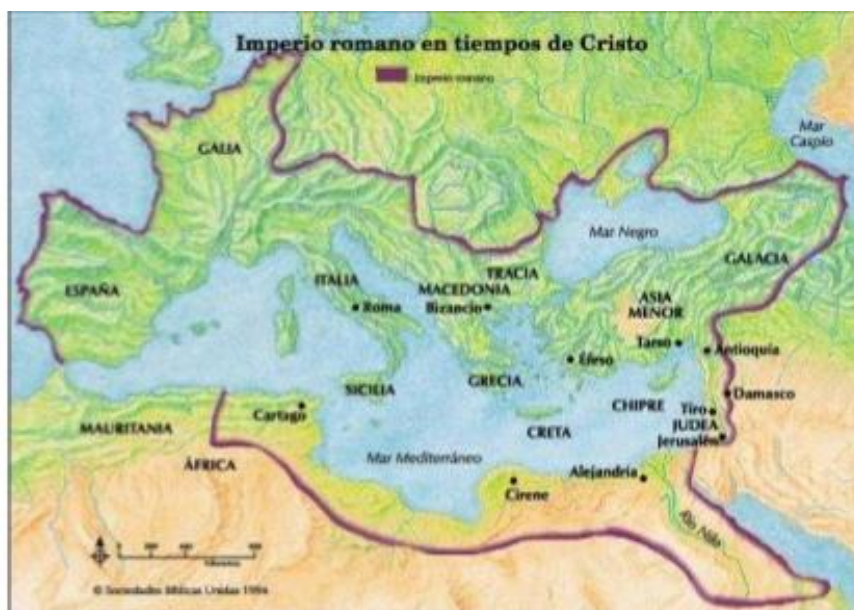 Imperio romano en tiempos de Cristo
Imperio romano
Mar
Caspio
GALIA
Mar Negro
GALACIA
ESPAÑA
ITALIA
TRACIA
MACEDONIA
ASIA
MENOR
Roma
Bizancio
Tarso
Antioquía
Éfeso
SICILIA
GRECIA
Damasco
Cartago
CHIPRE
Tiro
MAURITANIA
CRETA
JUDEA
Jerusalén
ÁFRICA
Mar Mediterráneo
Alejandría
Cirene
Río Nilo
© Sociedades Bíblicas Unidas 1994